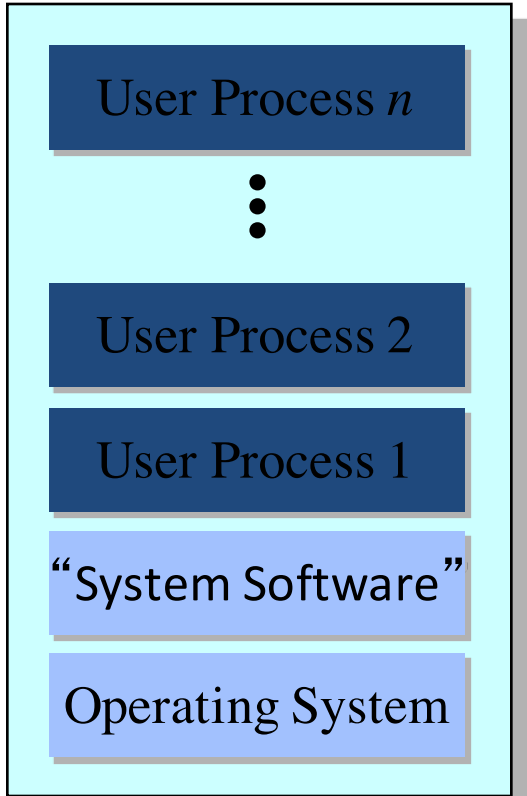 User Process n
User Process 2
User Process 1
“System Software”
Operating System